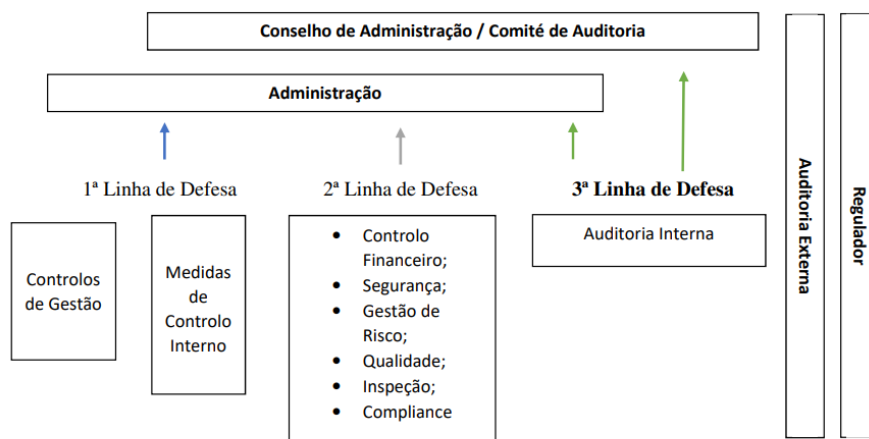 Conselho de Administração / Comité de Auditoria
Administração
1ª Linha de Defesa
2ª Linha de Defesa
3ª Linha de Defesa
Controlos
de Gestão
Medidas
de
Controlo
Interno
• Controlo
Financeiro;
• Segurança;
• Gestão de
Risco;
• Qualidade;
• Inspeção;
• Compliance
Auditoria Interna
Auditoria Externa
Regulador